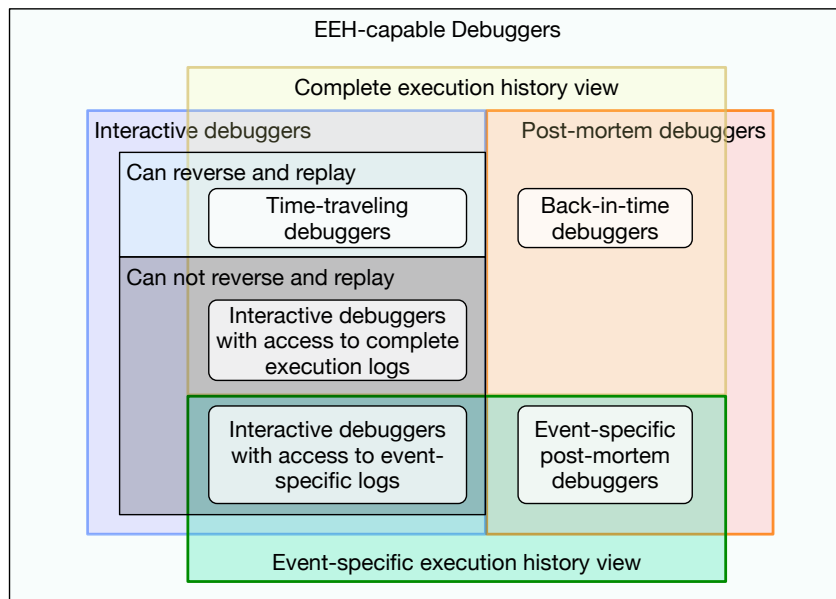 EEH-capable Debuggers
Complete execution history view
Interactive debuggers
Post-mortem debuggers
Can reverse and replay
Time-traveling
debuggers
Back-in-time
debuggers
Can not reverse and replay
Interactive debuggers
with access to complete
execution logs
Interactive debuggers
with access to event-
specific logs
Event-specific
post-mortem
debuggers
Event-specific execution history view